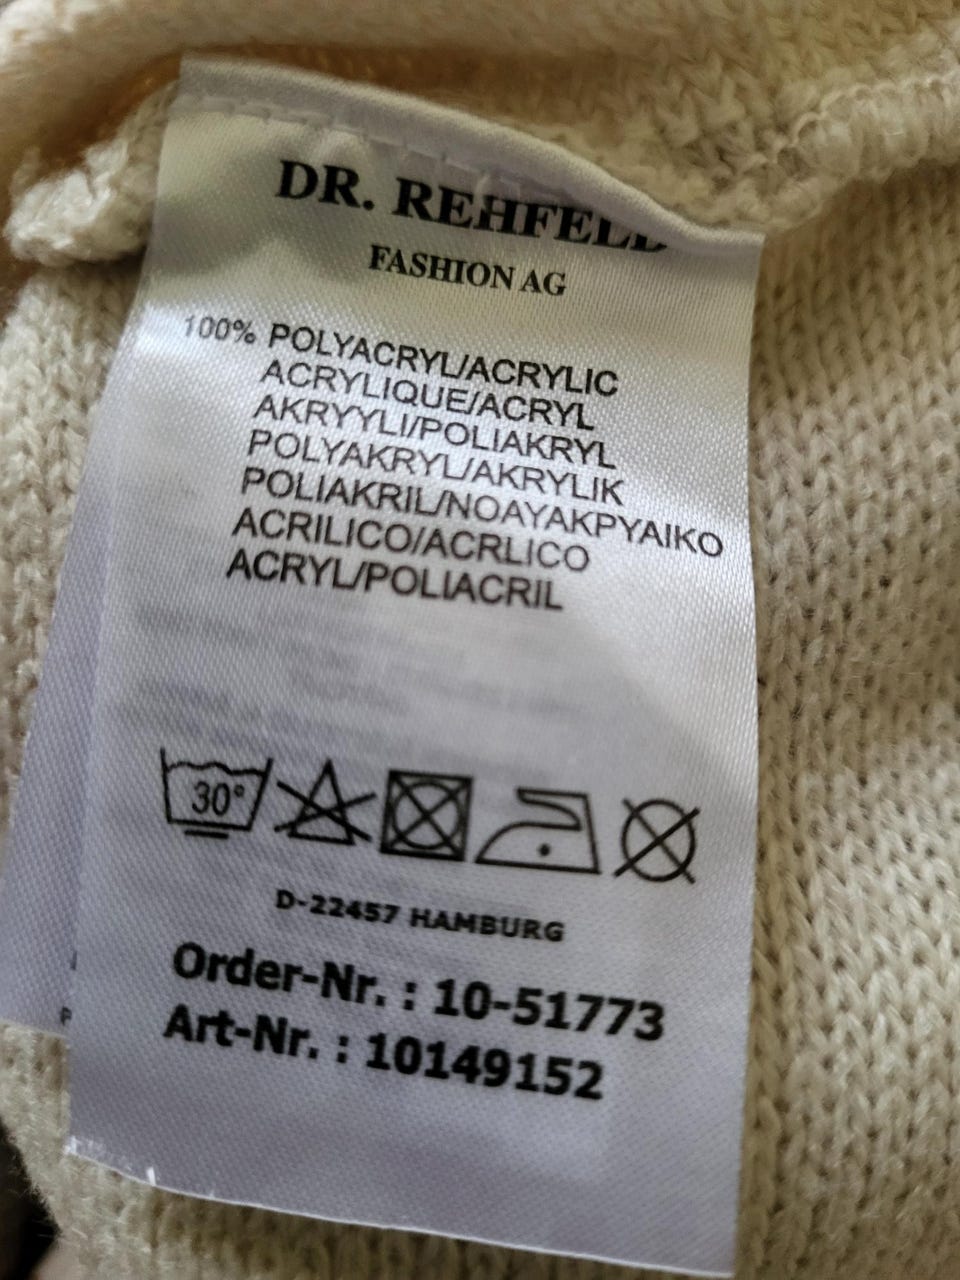 DR. REHFELD
FASHION AG
100% POLYACRYL/ACRYLIC
ACRYLIQUE/ACRYL
AKRYYLI/POLIAKRYL
POLYAKRYL/AKRYLIK
POLIAKRIL/NOAYAKPYAIKO
ACRILICO/ACRLICO
ACRYL/POLIACRIL
30°
D-22457 HAMBURG
Order-Nr. : 10-51773
Art-Nr. : 10149152